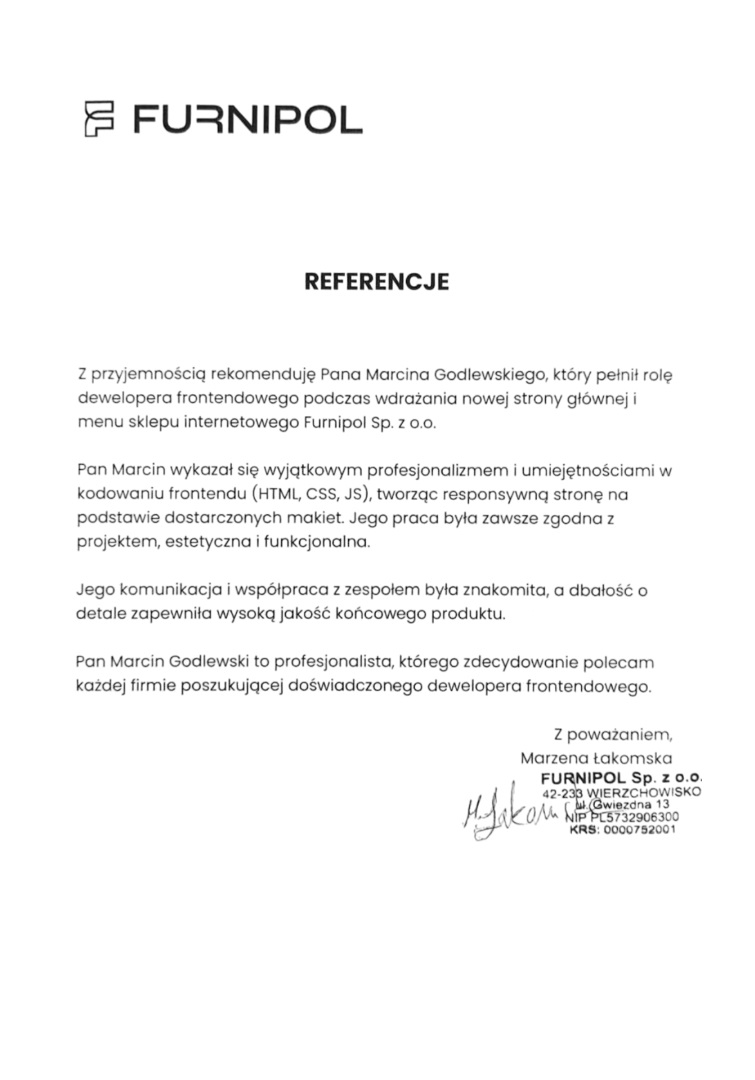 FURNIPOL
REFERENCJE
Z przyjemnością rekomenduję Pana Marcina Godlewskiego, który pełnił rolę
dewelopera frontendowego podczas wdrażania nowej strony głównej i
menu sklepu internetowego Furnipol Sp. z o.o.
Pan Marcin wykazał się wyjątkowym profesjonalizmem i umiejętnościami w
kodowaniu frontendu (HTML, CSS, JS), tworząc responsywną stronę na
podstawie dostarczonych makiet. Jego praca była zawsze zgodna z
projektem, estetyczna i funkcjonalna.
Jego komunikacja i współpraca z zespołem była znakomita, a dbałość o
detale zapewniła wysoką jakość końcowego produktu.
Pan Marcin Godlewski to profesjonalista, którego zdecydowanie polecam
każdej firmie poszukującej doświadczonego dewelopera frontendowego.
Z poważaniem,
Marzena Łakomska
FURNIPOL Sp. z o.o.
42-233 WIERZCHOWISKO
ul. Gwiezdna 13
NIP PL5732906300
KRS: 0000752001